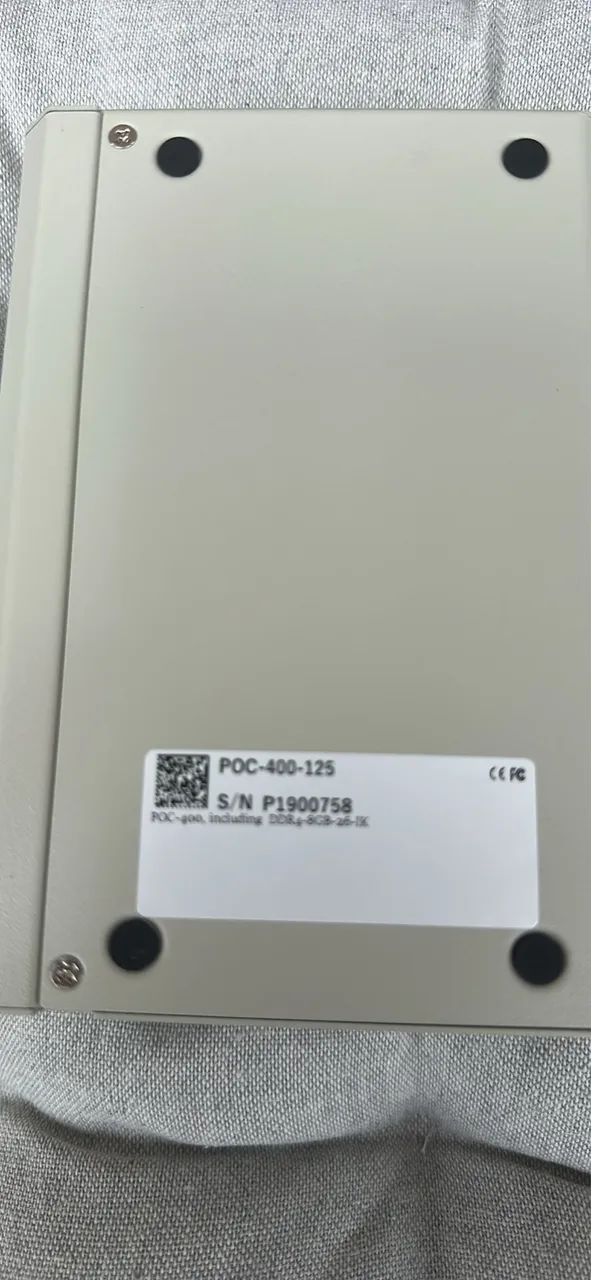 POC-400-125
CE FC
S/N P1900758
POC-400, including DDR4-8GB-26-IK